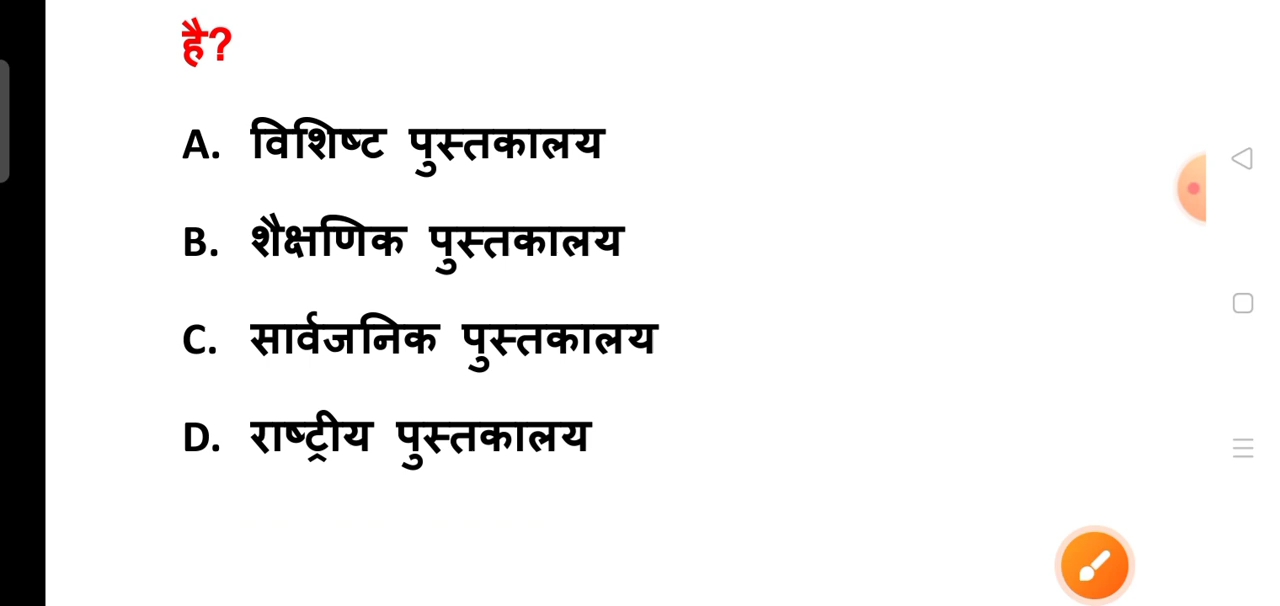 है?
A. विशिष्ट पुस्तकालय
B. शैक्षणिक पुस्तकालय
C. सार्वजनिक पुस्तकालय
D. राष्ट्रीय पुस्तकालय